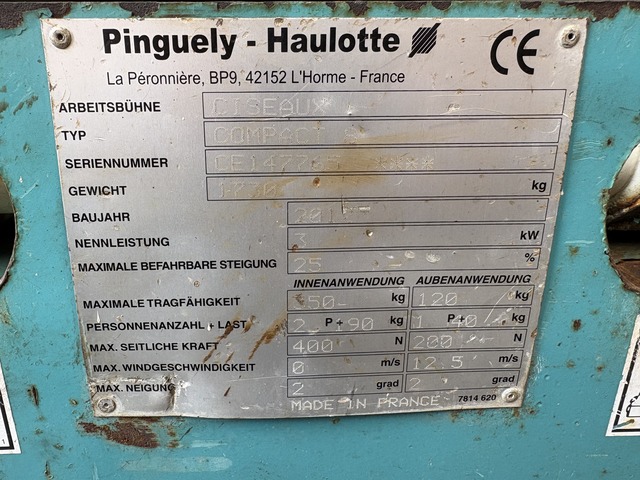 Pinguely - Haulotte
CE
La Péronnière, BP9, 42152 L'Horme - France
ARBEITSBÜHNE CISEAUX
TYP COMPACT
SERIENNUMMER
GEWICHT kg
BAUJAHR
NENNLEISTUNG 3 kW
MAXIMALE BEFAHRBARE STEIGUNG 25 %
INNENANWENDUNG AUBENANWENDUNG
MAXIMALE TRAGFÄHIGKEIT kg 120 kg
PERSONNENANZAHL + LAST 2 P + 90 kg 1 P + 40 kg
MAX. SEITLICHE KRAFT 400 N 200 N
MAX. WINDGESCHWINDIGKEIT 0 m/s 12.5 m/s
MAX. NEIGUNG 2 grad 2 grad
MADE IN FRANCE 7814 620